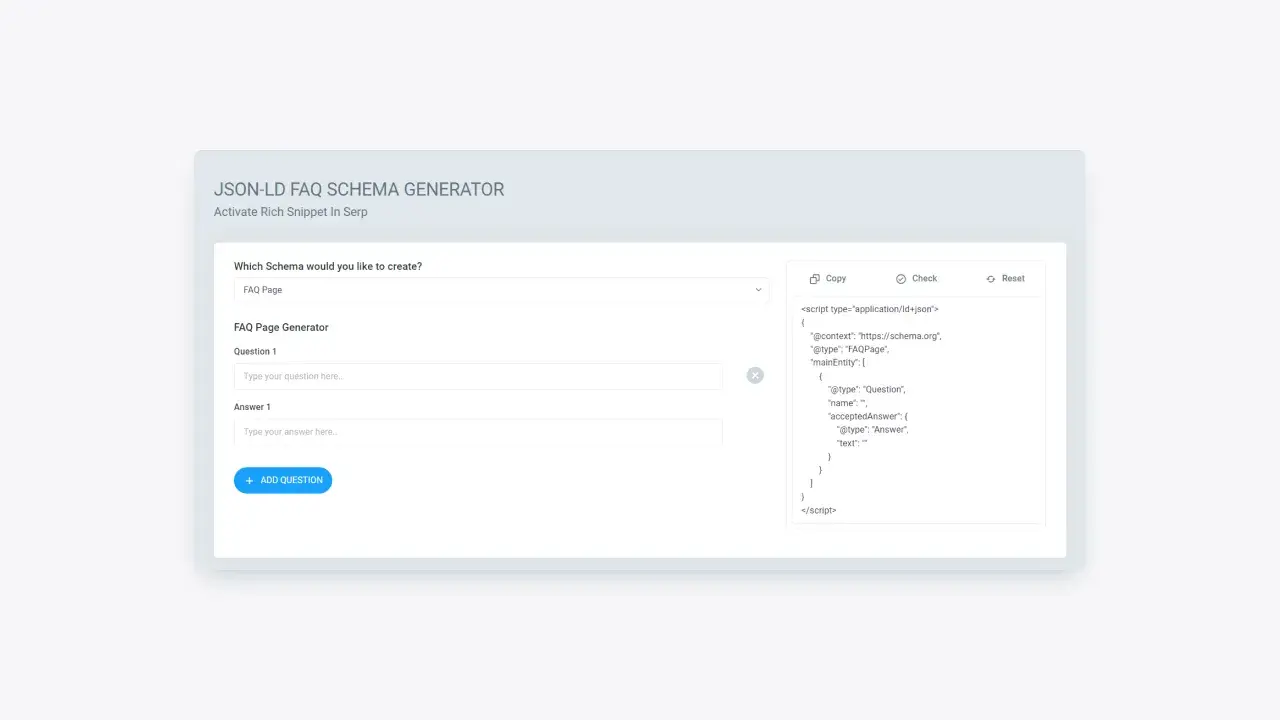 JSON-LD FAQ SCHEMA GENERATOR
Activate Rich Snippet In Serp
Which Schema would you like to create?
FAQ Page
FAQ Page Generator
Question 1
Type your question here..
Answer 1
Type your answer here..
+ ADD QUESTION
Copy Check Reset
<script type="application/ld+json">
{
"@context": "https://schema.org",
"@type": "FAQPage",
"mainEntity": [
{
"@type": "Question",
"name": "",
"acceptedAnswer": {
"@type": "Answer",
"text": ""
}
}
]
}
</script>